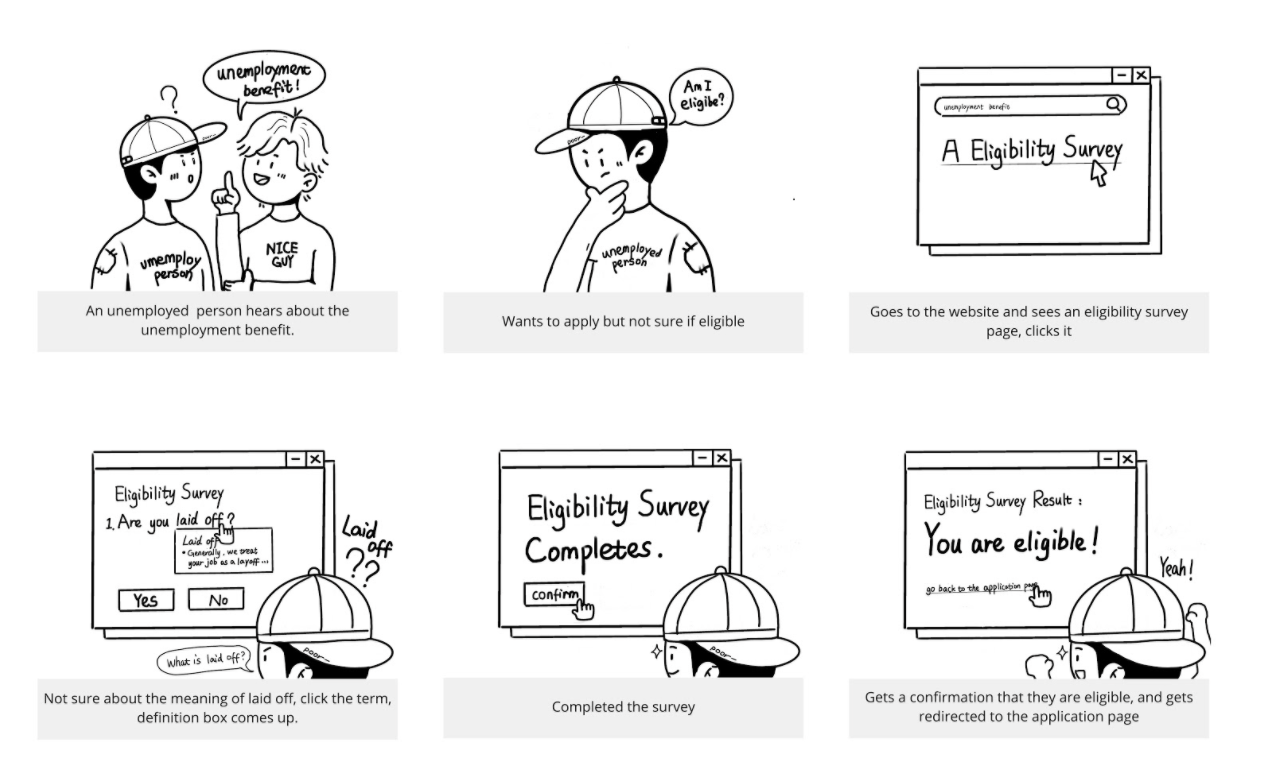 unemployment
benefit!
?
poor~
umemploy
person
NICE
GUY
An unemployed person hears about the
unemployment benefit.
Am I
eligibe?
poor~
unemployed
person
Wants to apply but not sure if eligible
unemployment benefit
A Eligibility Survey
Goes to the website and sees an eligibility survey
page, clicks it
Eligibility Survey
1. Are you laid off?
Laid off
• Generally, we treat
your job as a layoff ...
Yes No
Laid
off
??
What is laid off?
poor~
Not sure about the meaning of laid off, click the term,
definition box comes up.
Eligibility Survey
Completes.
confirm
poor~
Completed the survey
Eligibility Survey Result :
You are eligible!
go back to the application page
Yeah!
poor~
Gets a confirmation that they are eligible, and gets
redirected to the application page